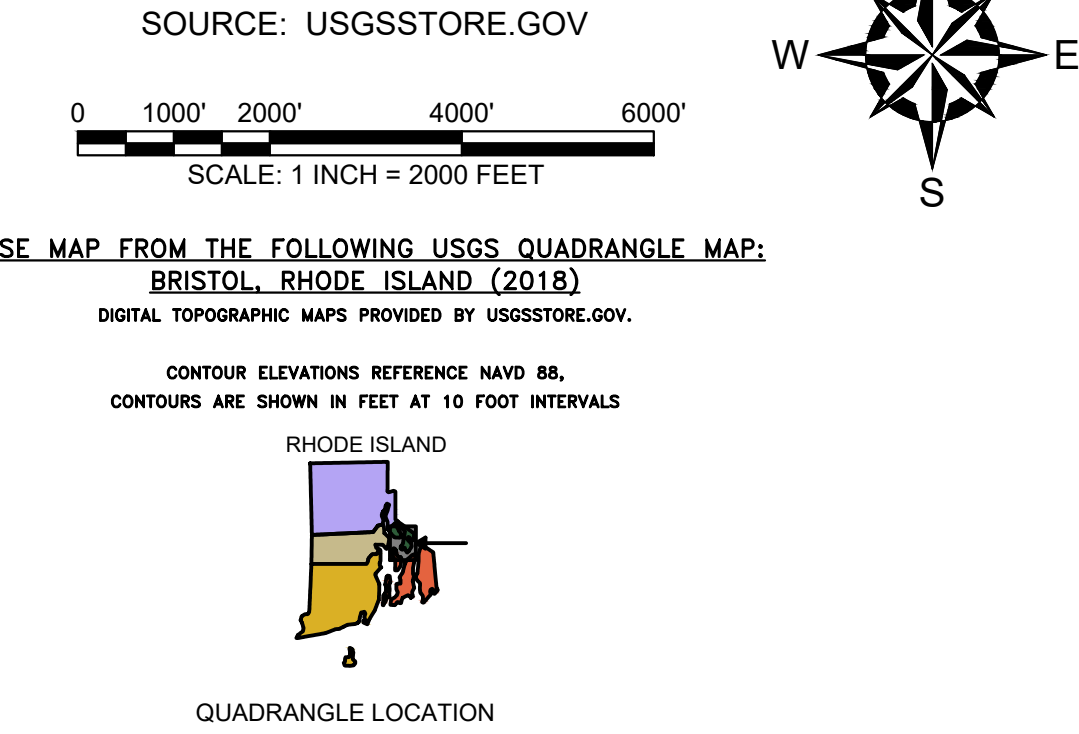 SOURCE: USGSSTORE.GOV
W E
S
0 1000' 2000' 4000' 6000'
SCALE: 1 INCH = 2000 FEET
SE MAP FROM THE FOLLOWING USGS QUADRANGLE MAP:
BRISTOL, RHODE ISLAND (2018)
DIGITAL TOPOGRAPHIC MAPS PROVIDED BY USGSSTORE.GOV.
CONTOUR ELEVATIONS REFERENCE NAVD 88,
CONTOURS ARE SHOWN IN FEET AT 10 FOOT INTERVALS
RHODE ISLAND
QUADRANGLE LOCATION